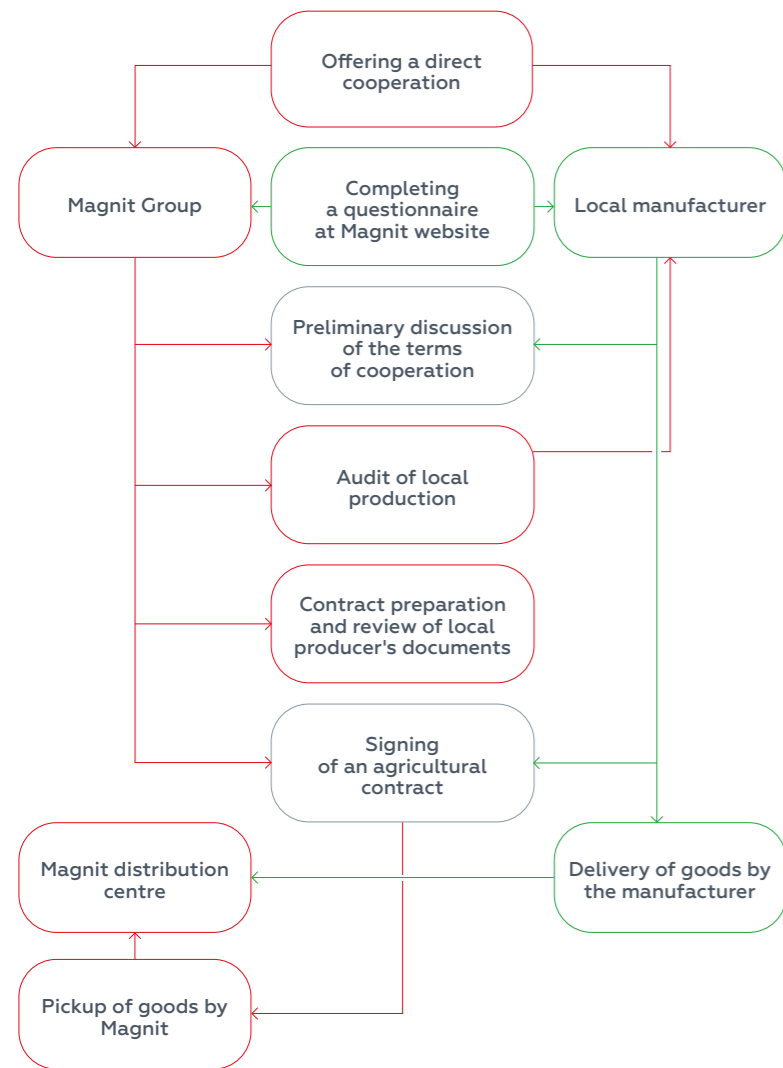 Offering a direct
cooperation
Magnit Group
Completing
a questionnaire
at Magnit website
Local manufacturer
Preliminary discussion
of the terms
of cooperation
Audit of local
production
Contract preparation
and review of local
producer's documents
Signing
of an agricultural
contract
Magnit distribution
centre
Delivery of goods by
the manufacturer
Pickup of goods by
Magnit